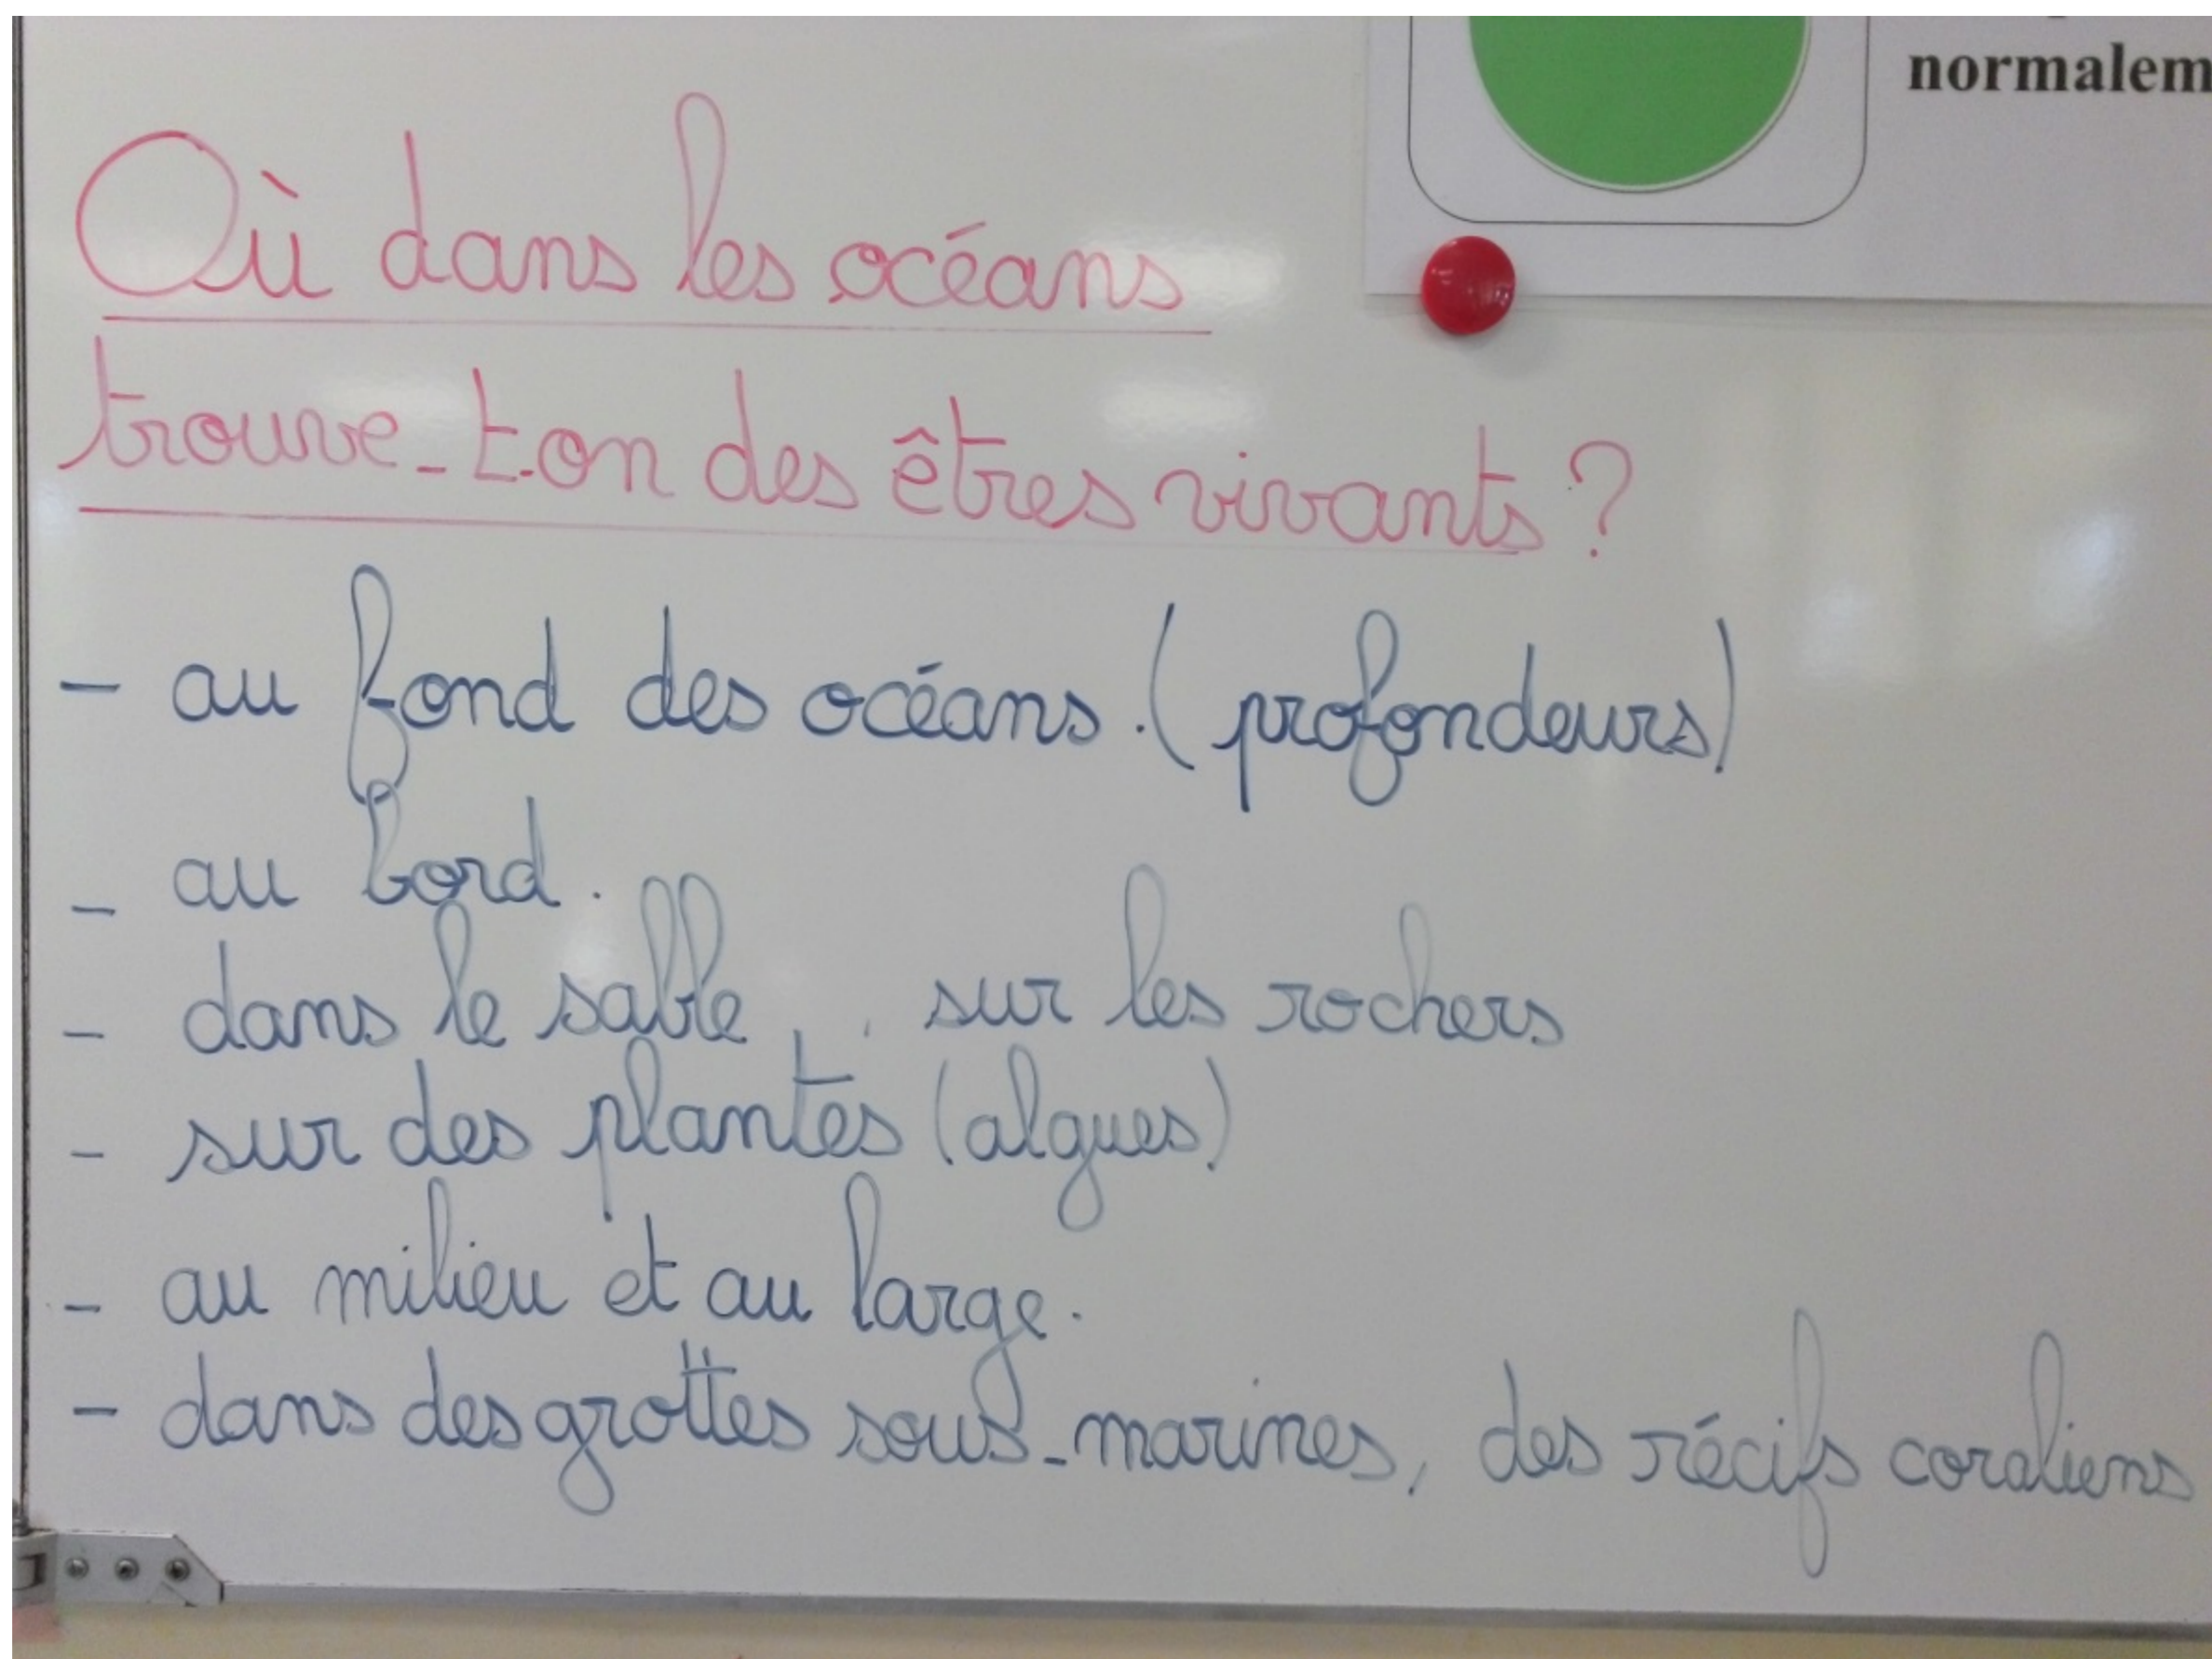 normalem
Où dans les océans
trouve-t-on des êtres vivants ?
- au fond des océans. (profondeurs)
- au bord.
- dans le sable, . sur les rochers
- sur des plantes (algues)
- au milieu et au large.
- dans des grottes sous-marines, des récifs coraliens